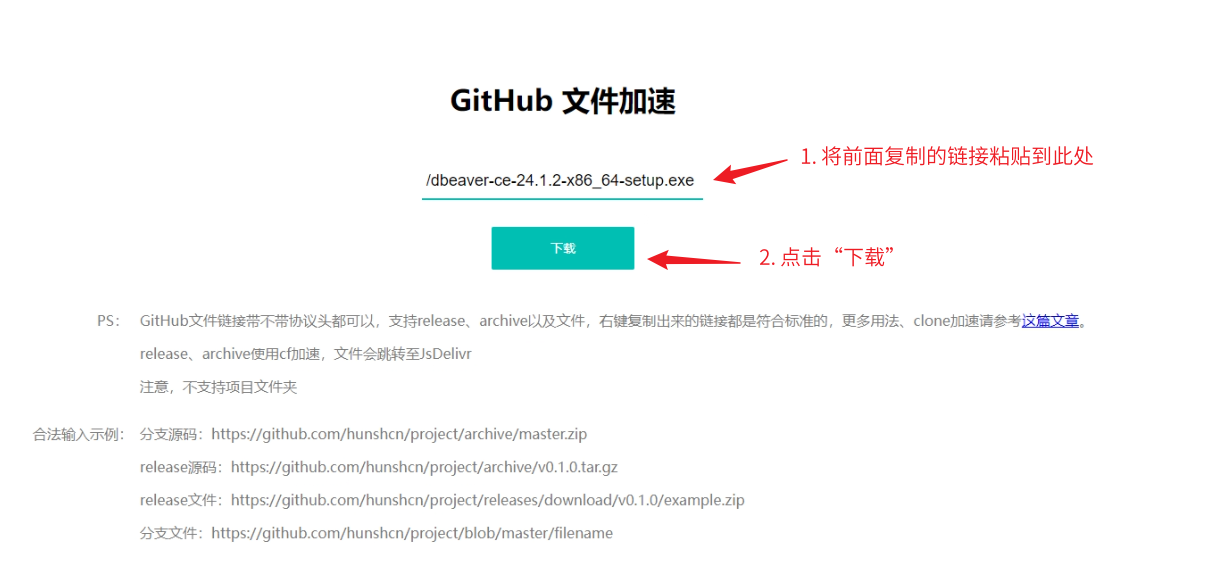 GitHub 文件加速
1. 将前面复制的链接粘贴到此处
/dbeaver-ce-24.1.2-x86_64-setup.exe
下载
2. 点击“下载”
PS: GitHub文件链接带不带协议头都可以，支持release、archive以及文件，右键复制出来的链接都是符合标准的，更多用法、clone加速请参考这篇文章。
release、archive使用cf加速，文件会跳转至JsDelivr
注意，不支持项目文件夹
合法输入示例: 分支源码：https://github.com/hunshcn/project/archive/master.zip
release源码：https://github.com/hunshcn/project/archive/v0.1.0.tar.gz
release文件：https://github.com/hunshcn/project/releases/download/v0.1.0/example.zip
分支文件：https://github.com/hunshcn/project/blob/master/filename